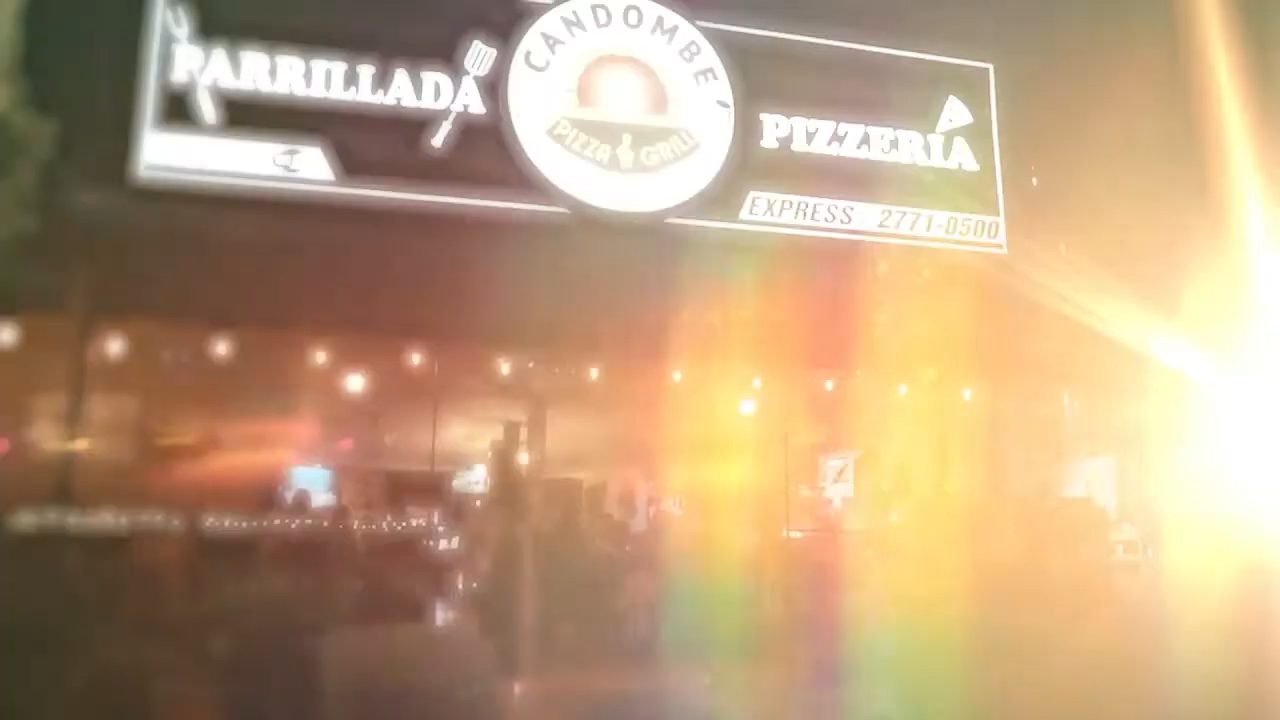 PARRILLADA
CANDOMBE
PIZZA GRILL
PIZZERIA
EXPRESS 2771-0500